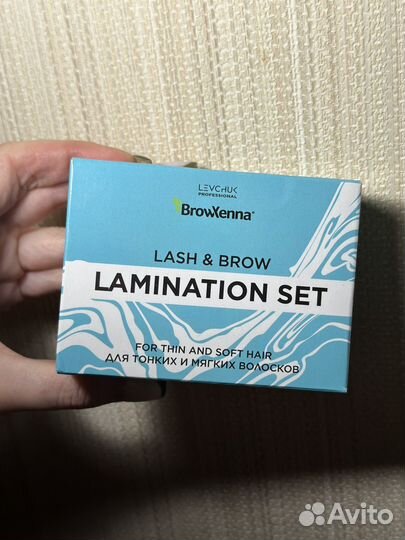 LEVCHUK
PROFESSIONAL
BrowXenna®
LASH & BROW
LAMINATION SET
FOR THIN AND SOFT HAIR
ДЛЯ ТОНКИХ И МЯГКИХ ВОЛОСКОВ
Avito